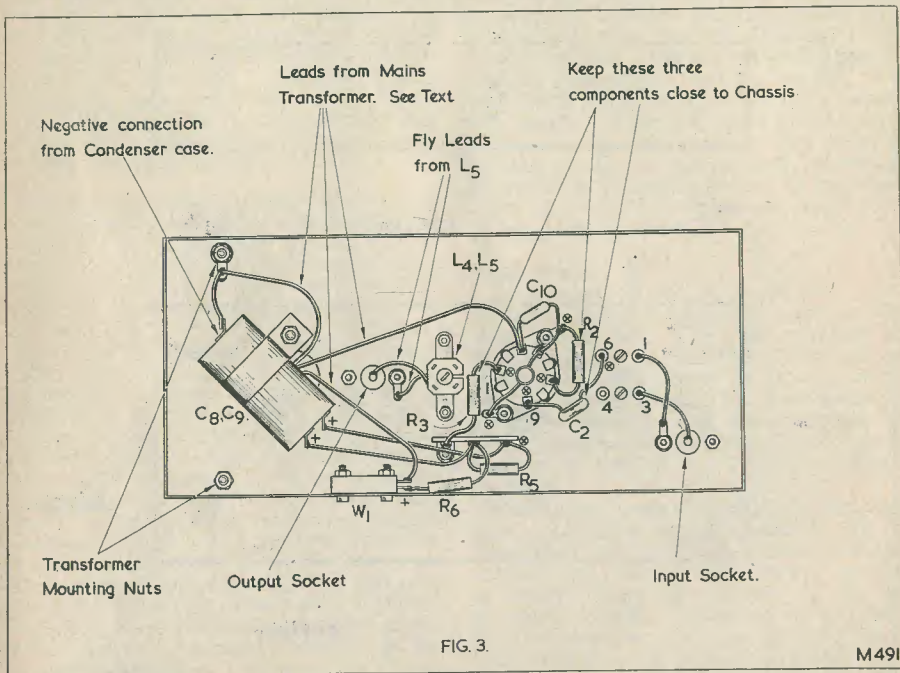 Leads from Mains
Transformer. See Text
Keep these three
components close to Chassis
Negative connection
from Condenser case.
Fly Leads
from L5
L4, L5
C10
R2
6
1
R3
9
C2
4
3
C8, C9
+
+
R5
W1
+
R6
Transformer
Mounting Nuts
Output Socket
Input Socket.
FIG. 3.
M491